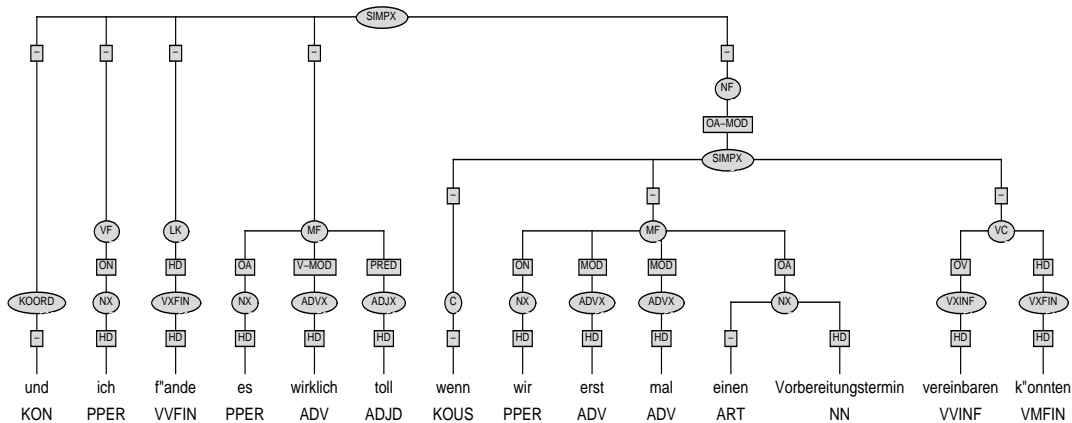 SIMPX
– – – – –
NF
OA–MOD
SIMPX
– – –
VF LK MF MF VC
ON HD OA V–MOD PRED ON MOD MOD OA OV HD
KOORD NX VXFIN NX ADVX ADJX C NX ADVX ADVX NX VXINF VXFIN
– HD HD HD HD HD – HD HD HD – HD HD HD
und ich f"ande es wirklich toll wenn wir erst mal einen Vorbereitungstermin vereinbaren k"onnten
KON PPER VVFIN PPER ADV ADJD KOUS PPER ADV ADV ART NN VVINF VMFIN